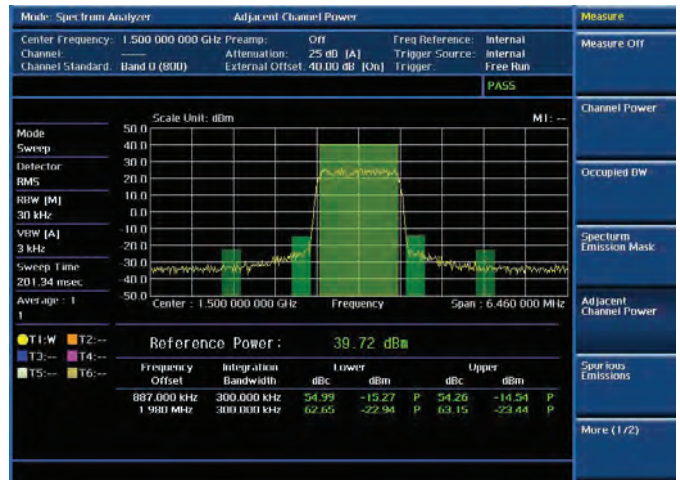 Mode: Spectrum Analyzer Adjacent Channel Power Measure
Center Frequency: 1.500 000 000 GHz Preamp: Off Freq Reference: Internal
Channel: ---- Attenuation: 25 dB [A] Trigger Source: Internal
Channel Standard: Band 0 (800) External Offset: 40.00 dB [On] Trigger: Free Run
PASS
Measure Off
Channel Power
Occupied BW
Specturm
Emission Mask
Adjacent
Channel Power
Spurious
Emissions
More (1/2)
Mode
Sweep
Detector
RMS
RBW [M]
30 kHz
VBW [A]
3 kHz
Sweep Time
201.34 msec
Average : 1
1
T1:W T2:--
T3:-- T4:--
T5:-- T6:--
Scale Unit: dBm M1: --
50.0
40.0
30.0
20.0
10.0
0.0
-10.0
-20.0
-30.0
-40.0
-50.0
Center : 1.500 000 000 GHz Frequency Span : 6.460 000 MHz
Reference Power: 39.72 dBm
Frequency Integration Lower Upper
Offset Bandwidth dBc dBm dBc dBm
887.000 kHz 300.000 kHz 54.99 -15.27 P 54.26 -14.54 P
1.980 MHz 300.000 kHz 62.65 -22.94 P 63.15 -23.44 P